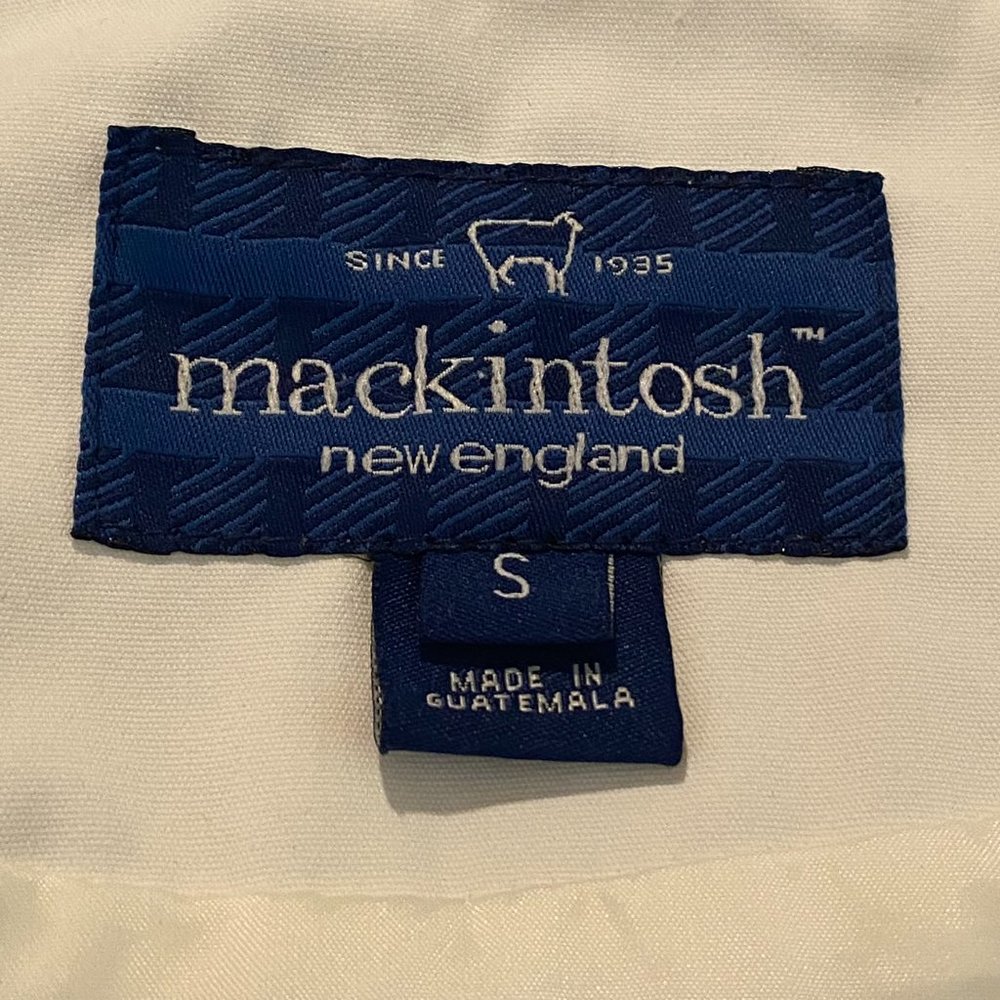 SINCE 1935
mackintosh™
new england
S
MADE IN
GUATEMALA